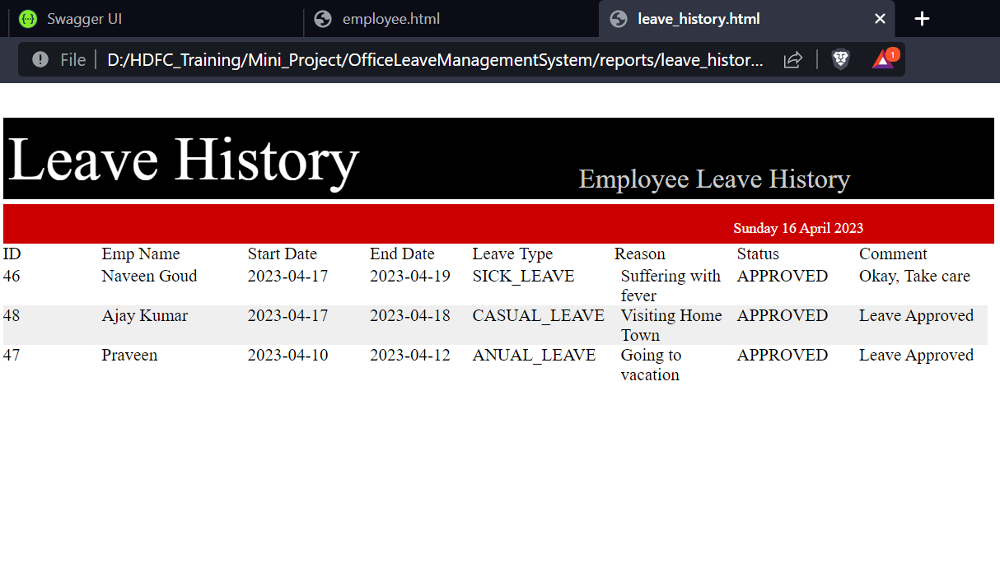 Swagger UI employee.html leave_history.html
File D:/HDFC_Training/Mini_Project/OfficeLeaveManagementSystem/reports/leave_histor... 1
Leave History
Employee Leave History
Sunday 16 April 2023
ID Emp Name Start Date End Date Leave Type Reason Status Comment
46 Naveen Goud 2023-04-17 2023-04-19 SICK_LEAVE Suffering with APPROVED Okay, Take care
fever
48 Ajay Kumar 2023-04-17 2023-04-18 CASUAL_LEAVE Visiting Home APPROVED Leave Approved
Town
47 Praveen 2023-04-10 2023-04-12 ANUAL_LEAVE Going to APPROVED Leave Approved
vacation